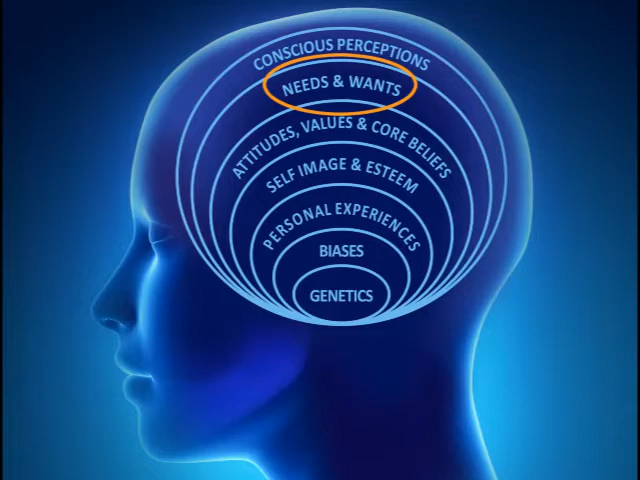 CONSCIOUS PERCEPTIONS
NEEDS & WANTS
ATTITUDES, VALUES & CORE BELIEFS
SELF IMAGE & ESTEEM
PERSONAL EXPERIENCES
BIASES
GENETICS